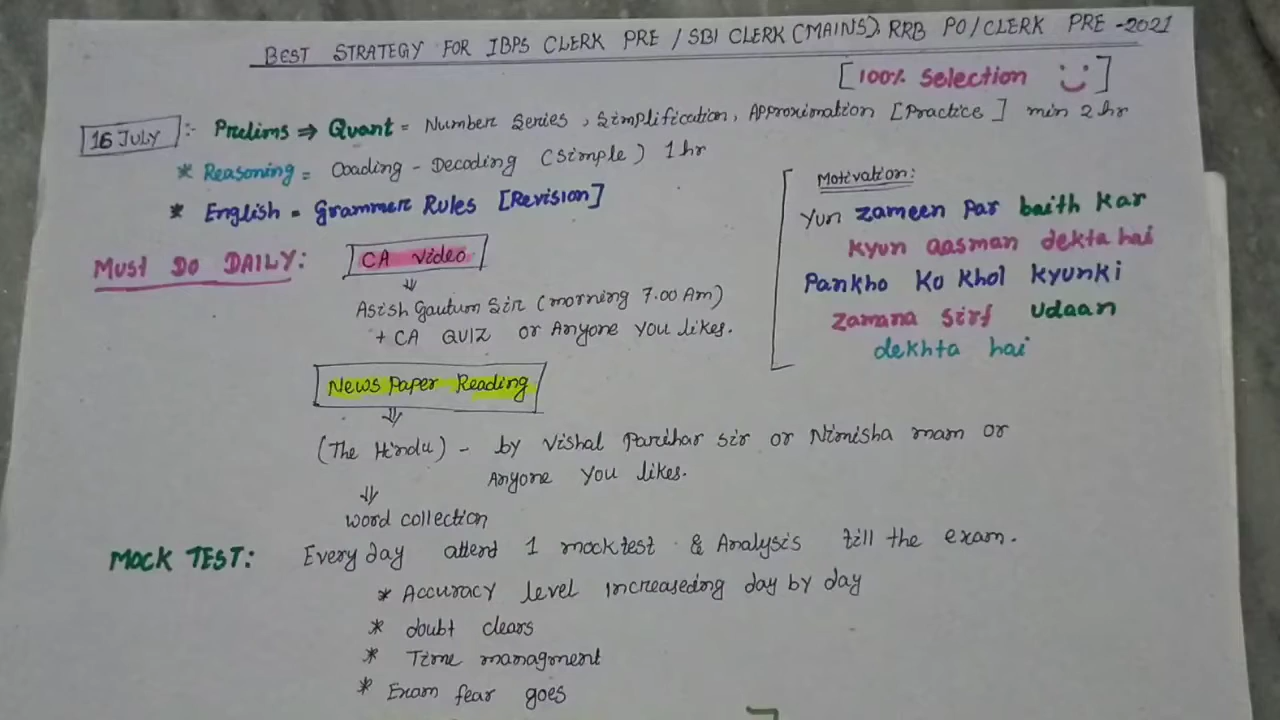 BEST STRATEGY FOR IBPS CLERK PRE / SBI CLERK (MAINS), RRB PO/CLERK PRE -2021
[100% Selection]
16 JULY :- Prelims ⇒ Quant = Number Series, Simplification, Approximation [Practice] min 2 hr
* Reasoning = Coading - Decoding (Simple) 1 hr
* English = Grammer Rules [Revision]
Motivation:
Yun zameen par baith kar
kyun aasman dekta hai
Pankho ko khol kyunki
zamana sirf udaan
dekhta hai
MUST DO DAILY: CA Video
⇓
Asish Gautum Sir (morning 7.00 Am)
+ CA QUIZ or Anyone you likes.
News Paper Reading
⇓
(The Hindu) - by Vishal Parihar sir or Nimisha mam or
Anyone you likes.
⇓
word collection
MOCK TEST: Every day attend 1 mocktest & Analysis till the exam.
* Accuracy level increaseding day by day
* doubt clears
* Time managment
* Exam fear goes